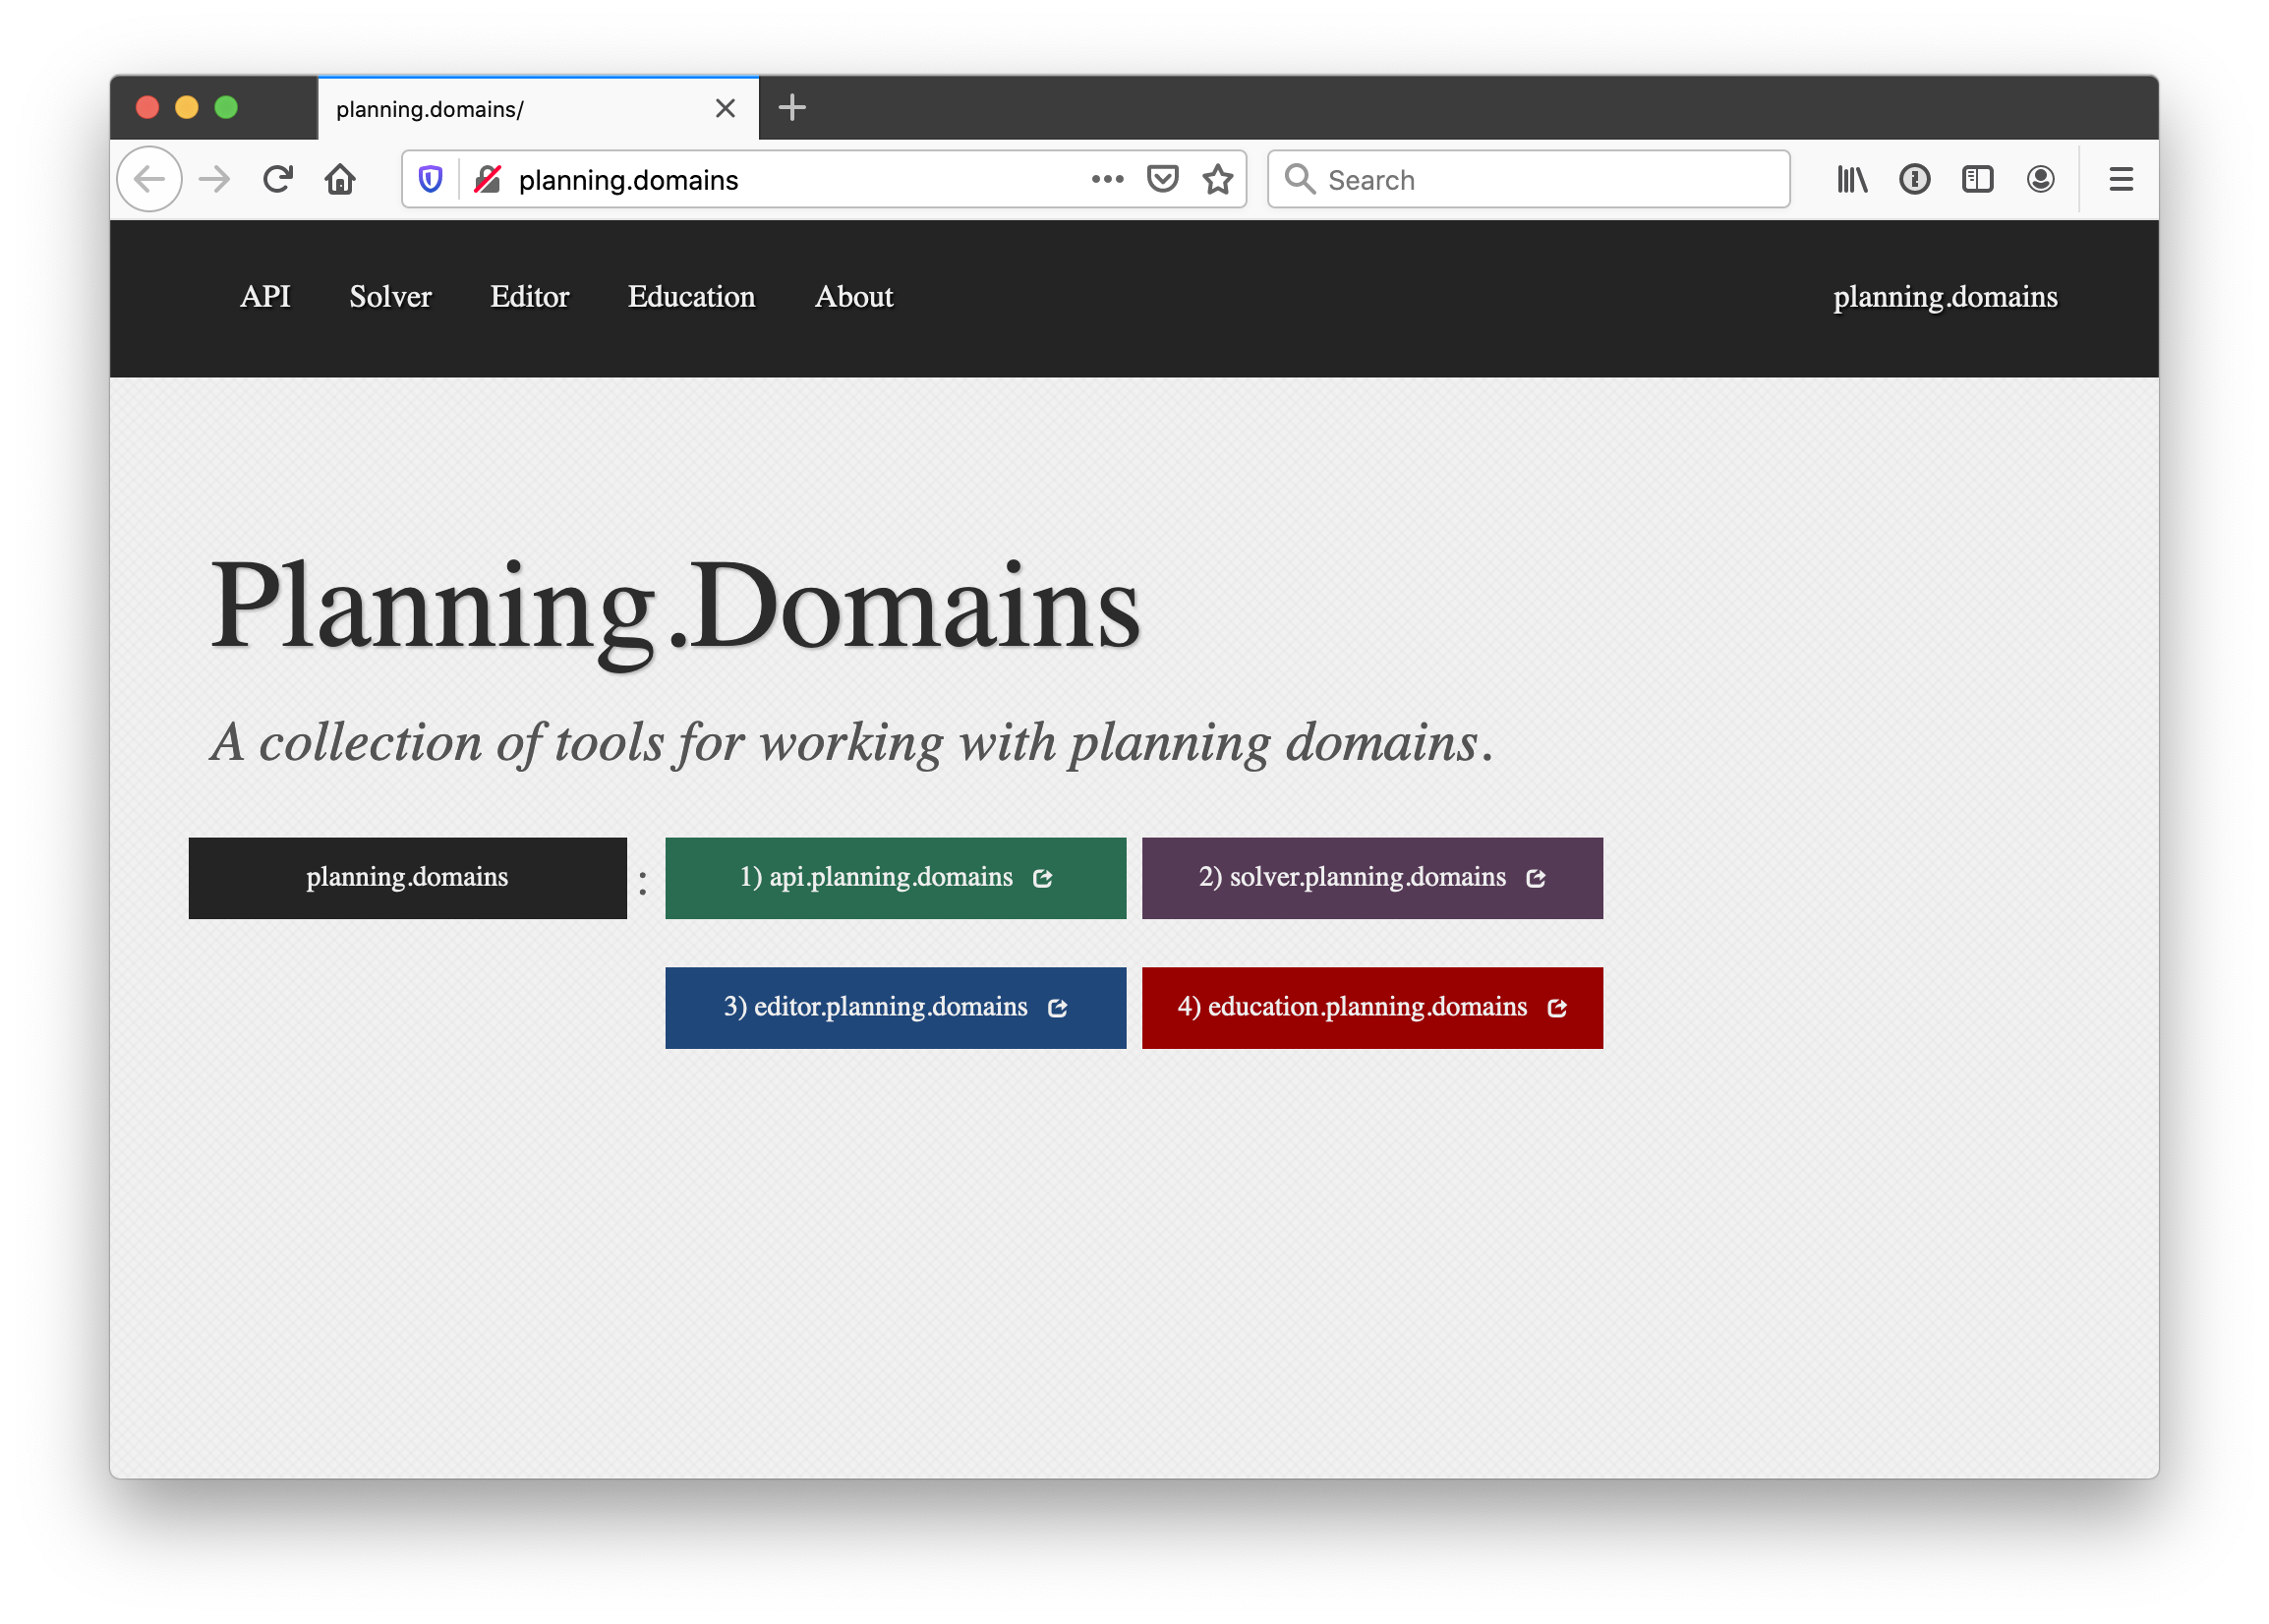 planning.domains/
planning.domains
Search
API Solver Editor Education About planning.domains
Planning.Domains
A collection of tools for working with planning domains.
planning.domains : 1) api.planning.domains 2) solver.planning.domains
3) editor.planning.domains 4) education.planning.domains